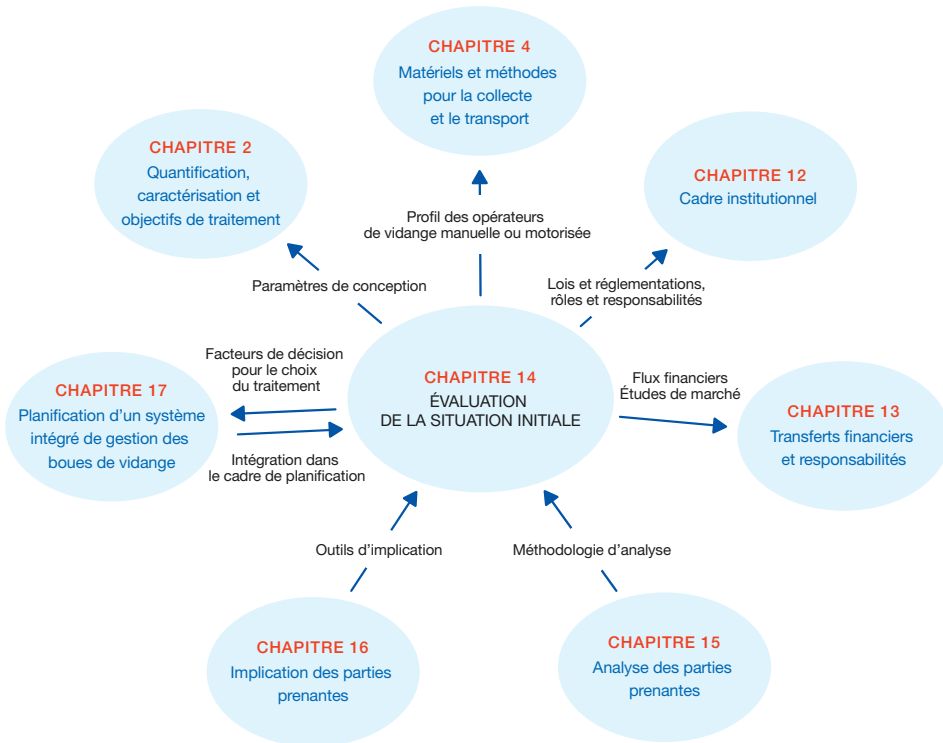 CHAPITRE 4
Matériels et méthodes
pour la collecte
et le transport
CHAPITRE 2
Quantification,
caractérisation et
objectifs de traitement
CHAPITRE 12
Cadre institutionnel
Profil des opérateurs
de vidange manuelle ou motorisée
Paramètres de conception
Lois et réglementations,
rôles et responsabilités
Facteurs de décision
pour le choix
du traitement
CHAPITRE 14
ÉVALUATION
DE LA SITUATION INITIALE
Flux financiers
Études de marché
CHAPITRE 17
Planification d'un système
intégré de gestion des
boues de vidange
CHAPITRE 13
Transferts financiers
et responsabilités
Intégration dans
le cadre de planification
Outils d'implication
Méthodologie d'analyse
CHAPITRE 16
Implication des parties
prenantes
CHAPITRE 15
Analyse des parties
prenantes